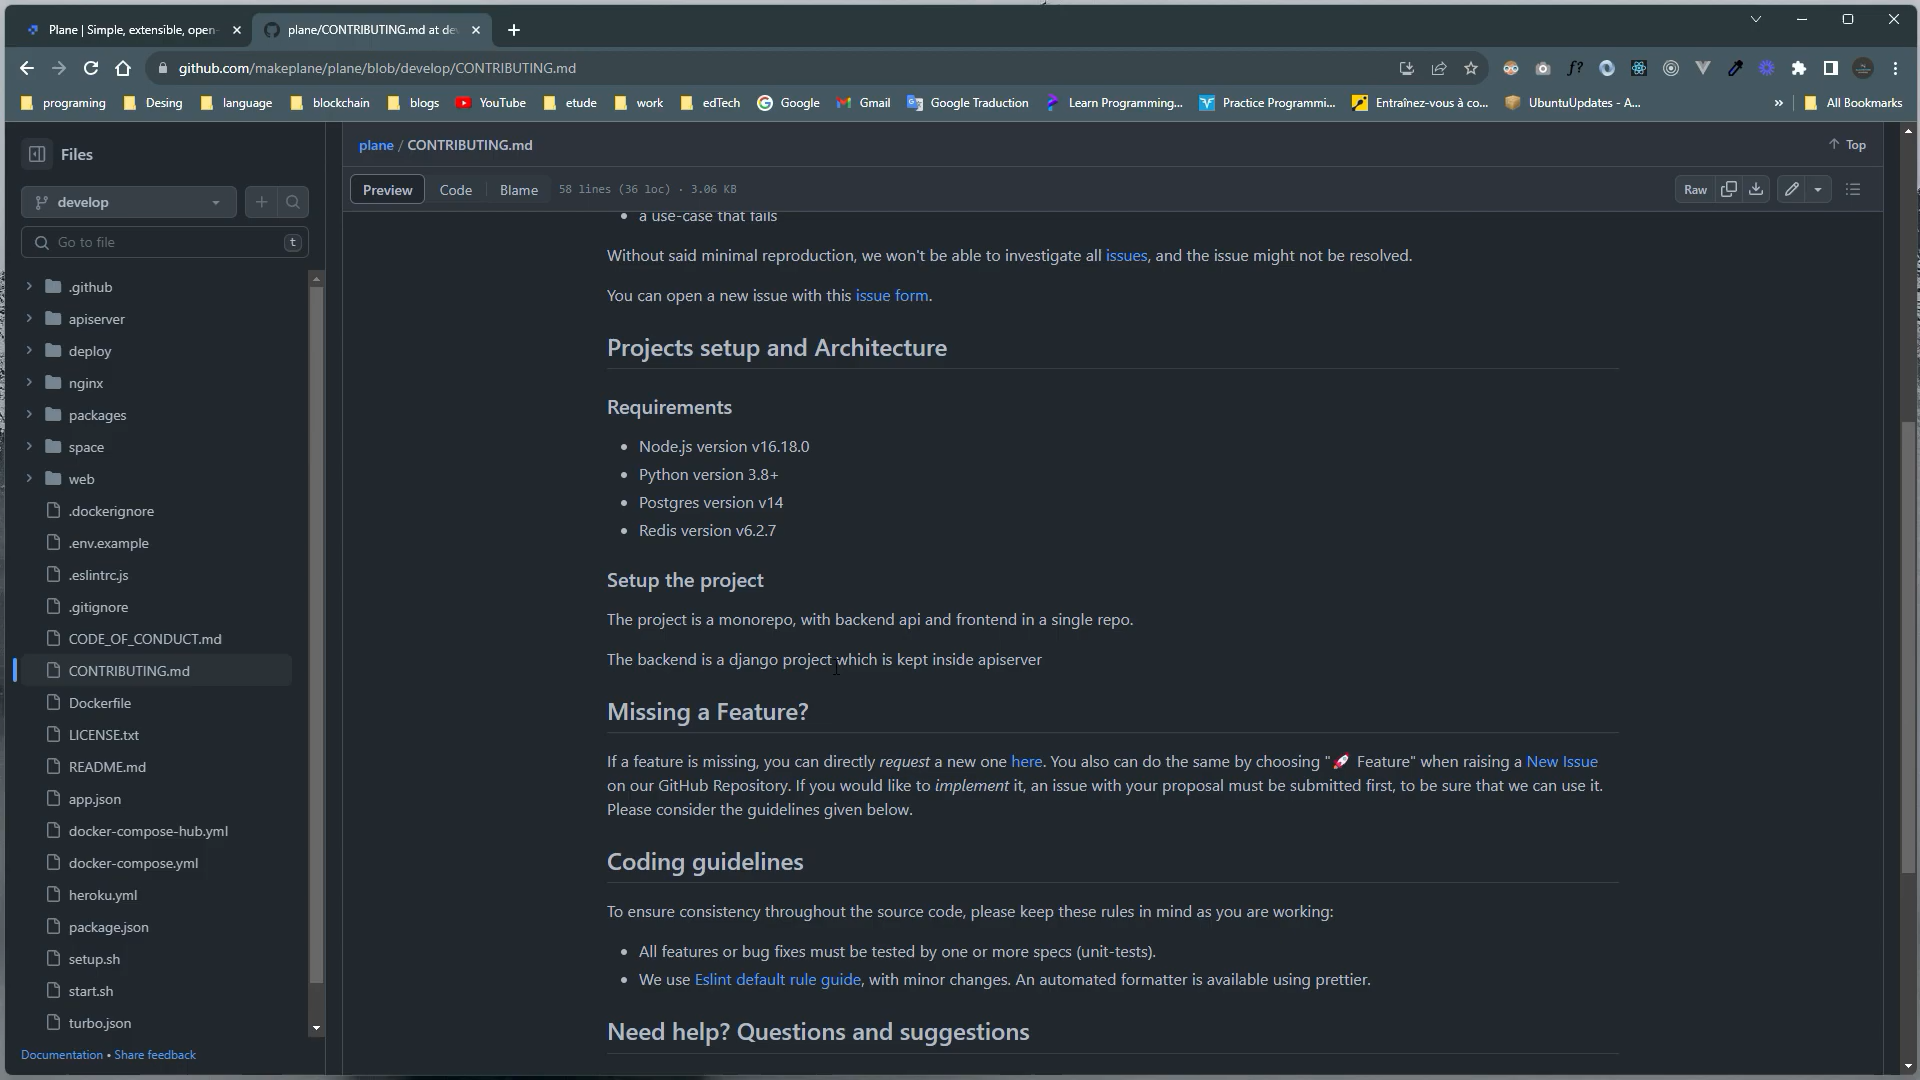 Plane | Simple, extensible, open-
plane/CONTRIBUTING.md at de
github.com/makeplane/plane/blob/develop/CONTRIBUTING.md
f?
programing
Desing
language
blockchain
blogs
YouTube
etude
work
edTech
Google
Gmail
Google Traduction
Learn Programming...
Practice Programmi...
Entraînez-vous à co...
UbuntuUpdates - A...
»
All Bookmarks
Files
develop
Go to file
t
.github
apiserver
deploy
nginx
packages
space
web
.dockerignore
.env.example
.eslintrc.js
.gitignore
CODE_OF_CONDUCT.md
CONTRIBUTING.md
Dockerfile
LICENSE.txt
README.md
app.json
docker-compose-hub.yml
docker-compose.yml
heroku.yml
package.json
setup.sh
start.sh
turbo.json
Documentation • Share feedback
plane / CONTRIBUTING.md
Top
Preview
Code
Blame
58 lines (36 loc) · 3.06 KB
Raw
• a use-case that fails
Without said minimal reproduction, we won't be able to investigate all issues, and the issue might not be resolved.
You can open a new issue with this issue form.
Projects setup and Architecture
Requirements
• Node.js version v16.18.0
• Python version 3.8+
• Postgres version v14
• Redis version v6.2.7
Setup the project
The project is a monorepo, with backend api and frontend in a single repo.
The backend is a django project which is kept inside apiserver
Missing a Feature?
If a feature is missing, you can directly request a new one here. You also can do the same by choosing "🚀 Feature" when raising a New Issue
on our GitHub Repository. If you would like to implement it, an issue with your proposal must be submitted first, to be sure that we can use it.
Please consider the guidelines given below.
Coding guidelines
To ensure consistency throughout the source code, please keep these rules in mind as you are working:
• All features or bug fixes must be tested by one or more specs (unit-tests).
• We use Eslint default rule guide, with minor changes. An automated formatter is available using prettier.
Need help? Questions and suggestions